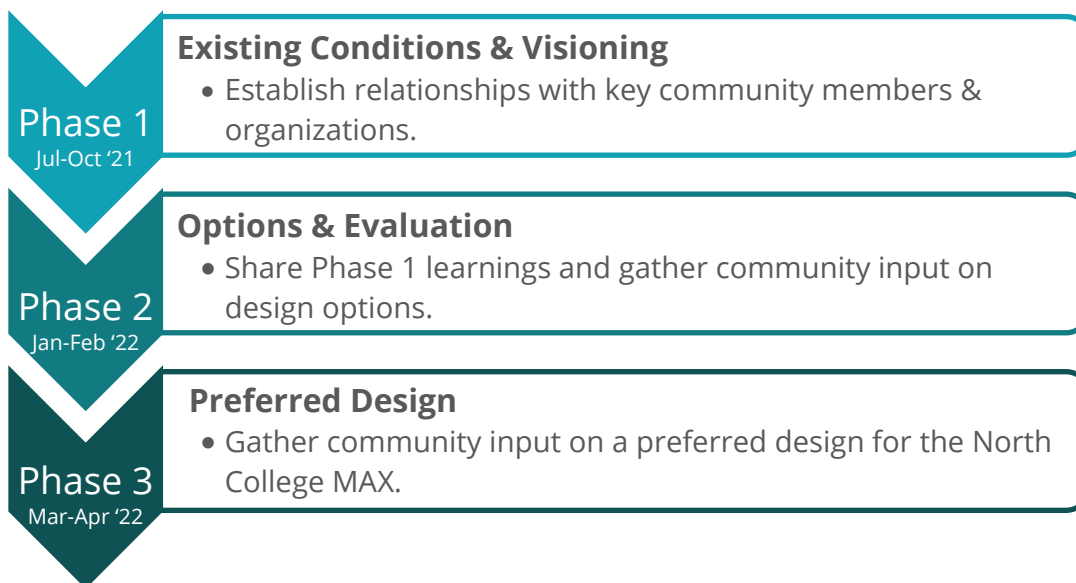 Phase 1
Jul-Oct ‘21
Existing Conditions & Visioning
• Establish relationships with key community members &
organizations.
Phase 2
Jan-Feb ‘22
Options & Evaluation
• Share Phase 1 learnings and gather community input on
design options.
Phase 3
Mar-Apr ‘22
Preferred Design
• Gather community input on a preferred design for the North
College MAX.